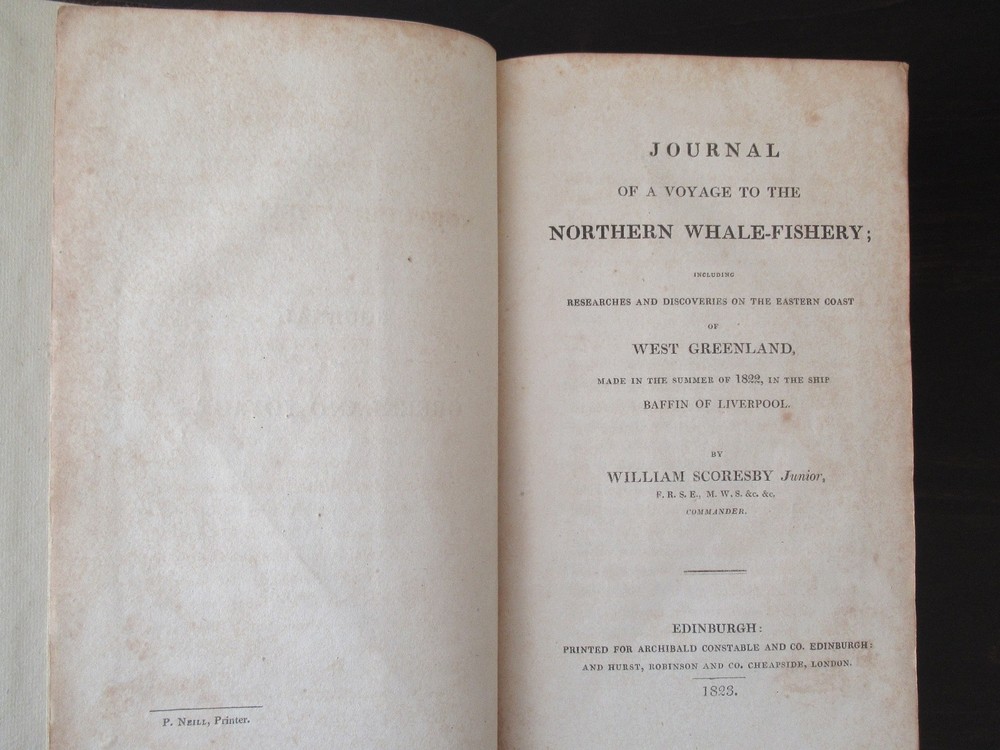 P. Neill, Printer.
JOURNAL
OF A VOYAGE TO THE
NORTHERN WHALE-FISHERY;
INCLUDING
RESEARCHES AND DISCOVERIES ON THE EASTERN COAST
OF
WEST GREENLAND,
MADE IN THE SUMMER OF 1822, IN THE SHIP
BAFFIN OF LIVERPOOL.
BY
WILLIAM SCORESBY Junior,
F. R. S. E., M. W. S. &c. &c.
COMMANDER.
EDINBURGH:
PRINTED FOR ARCHIBALD CONSTABLE AND CO. EDINBURGH:
AND HURST, ROBINSON AND CO. CHEAPSIDE, LONDON.
1823.